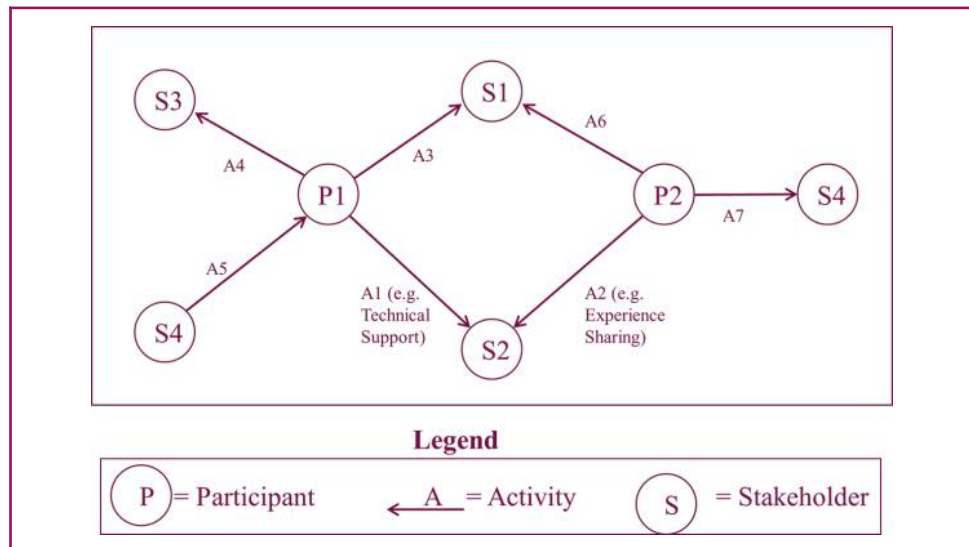 S3
S1
A6
A4
A3
P1
P2
S4
A7
A5
A1 (e.g.
Technical
Support)
A2 (e.g.
Experience
Sharing)
S4
S2
Legend
P = Participant
A = Activity
S = Stakeholder